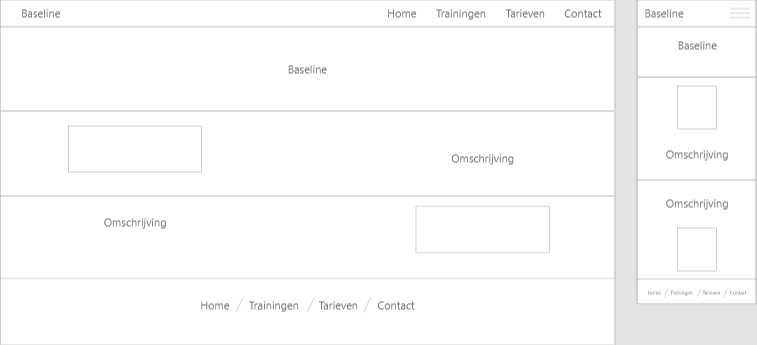 Baseline Home Trainingen Tarieven Contact
Baseline
Omschrijving
Omschrijving
Home / Trainingen / Tarieven / Contact
Baseline
Baseline
Omschrijving
Omschrijving
Home / Trainingen / Tarieven / Contact